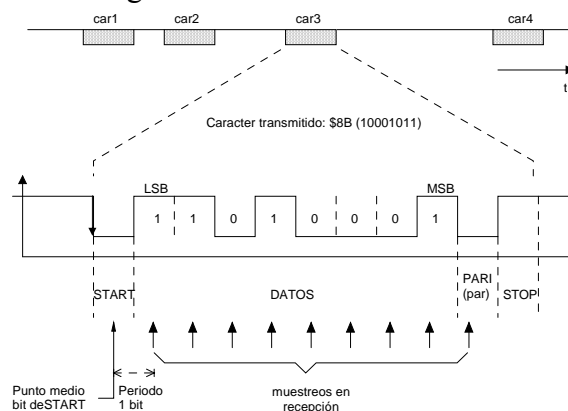 car1 car2 car3 car4
t
Caracter transmitido: $8B (10001011)
LSB MSB
1 1 0 1 0 0 0 1
START DATOS PARI (par) STOP
Punto medio bit deSTART
Periodo 1 bit
muestreos en recepción